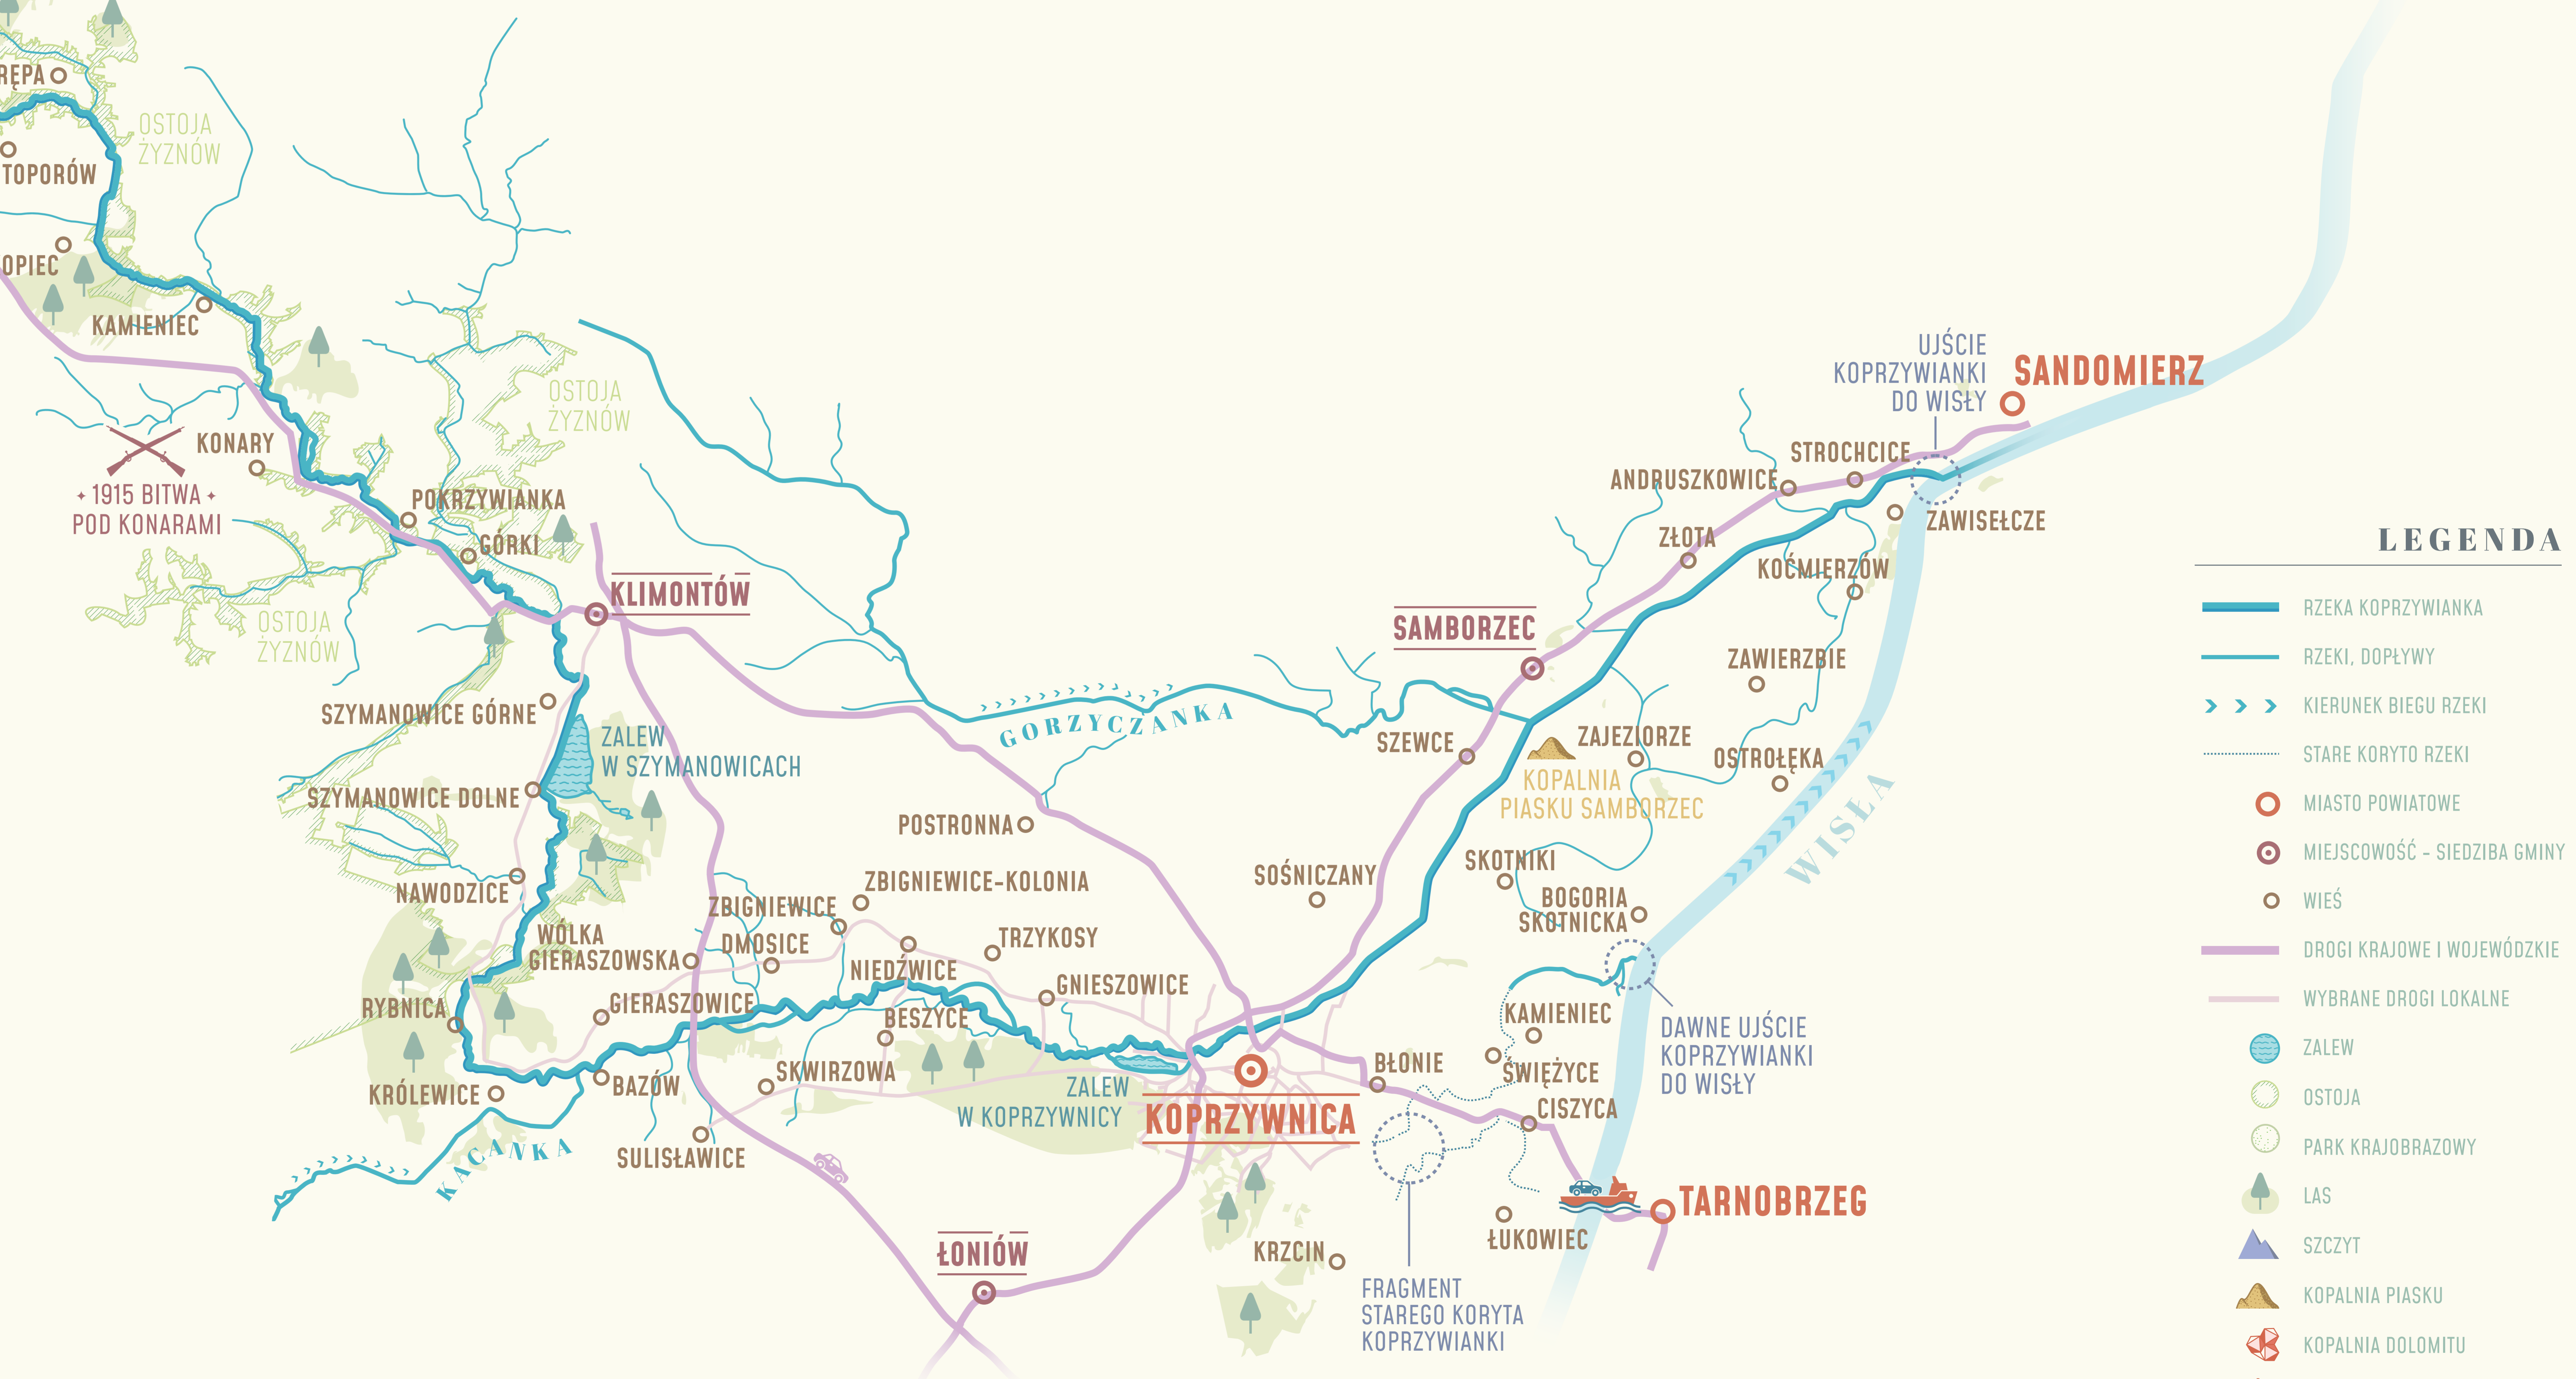 RĘPA
OSTOJA
ŻYZNÓW
TOPORÓW
OPIEC
KAMIENIEC
OSTOJA
ŻYZNÓW
KONARY
1915 BITWA
POD KONARAMI
POKRZYWIANKA
GÓRKI
OSTOJA
ŻYZNÓW
KLIMONTÓW
SZYMANOWICE GÓRNE
ZALEW
W SZYMANOWICACH
SZYMANOWICE DOLNE
NAWODZICE
WÓLKA
GIERASZOWSKA
RYBNICA
GIERASZOWICE
KRÓLEWICE
BAZÓW
KACANKA
SULISŁAWICE
GORZYCZANKA
POSTRONNA
ZBIGNIEWICE-KOLONIA
ZBIGNIEWICE
DMOSICE
NIEDŹWICE
TRZYKOSY
GNIESZOWICE
BESZYCE
SKWIRZOWA
ZALEW
W KOPRZYWNICY
KOPRZYWNICA
ŁONIÓW
KRZCIN
SOŚNICZANY
SZEWCE
SAMBORZEC
UJŚCIE
KOPRZYWIANKI
DO WISŁY
SANDOMIERZ
STROCHCICE
ANDRUSZKOWICE
ZŁOTA
ZAWISEŁCZE
KOĆMIERZÓW
ZAWIERZBIE
ZAJEZIORZE
OSTROŁĘKA
KOPALNIA
PIASKU SAMBORZEC
WISŁA
SKOTNIKI
BOGORIA
SKOTNICKA
KAMIENIEC
DAWNE UJŚCIE
KOPRZYWIANKI
DO WISŁY
BŁONIE
ŚWIĘŻYCE
CISZYCA
TARNOBRZEG
ŁUKOWIEC
FRAGMENT
STAREGO KORYTA
KOPRZYWIANKI
LEGENDA
RZEKA KOPRZYWIANKA
RZEKI, DOPŁYWY
KIERUNEK BIEGU RZEKI
STARE KORYTO RZEKI
MIASTO POWIATOWE
MIEJSCOWOŚĆ - SIEDZIBA GMINY
WIEŚ
DROGI KRAJOWE I WOJEWÓDZKIE
WYBRANE DROGI LOKALNE
ZALEW
OSTOJA
PARK KRAJOBRAZOWY
LAS
SZCZYT
KOPALNIA PIASKU
KOPALNIA DOLOMITU